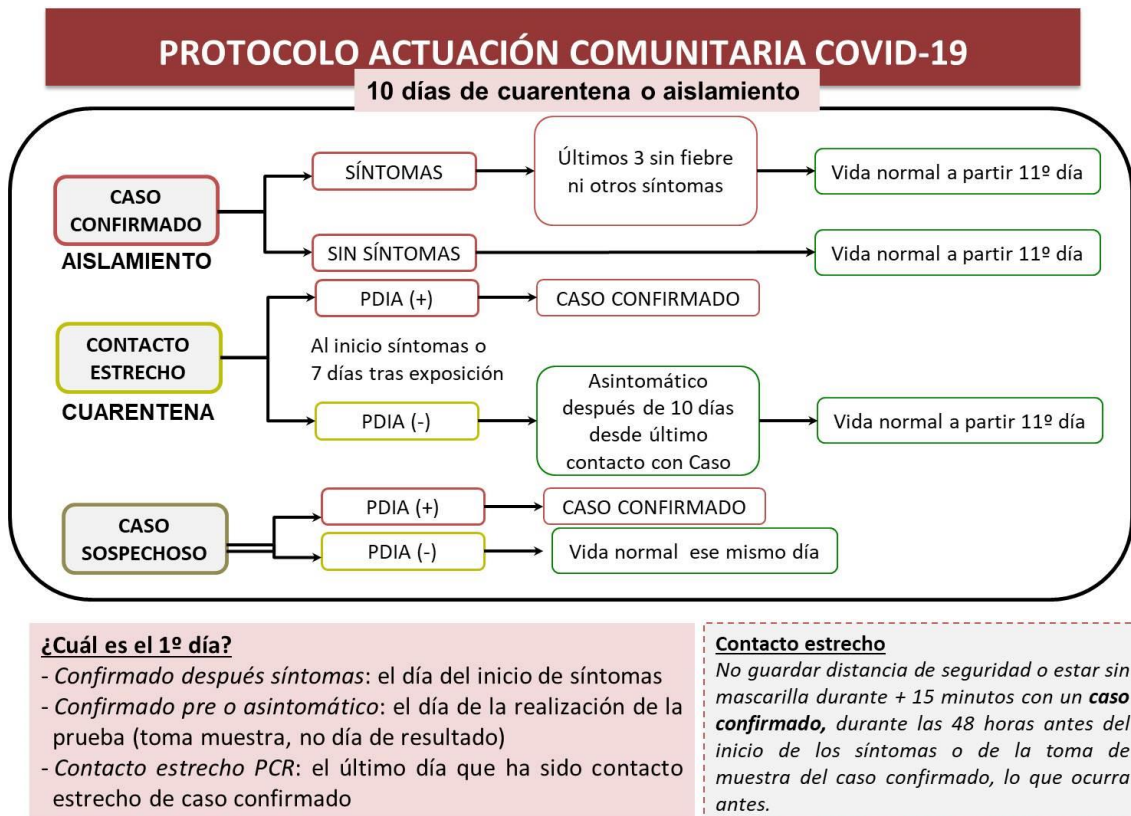 PROTOCOLO ACTUACIÓN COMUNITARIA COVID-19
10 días de cuarentena o aislamiento
CASO
CONFIRMADO
AISLAMIENTO
SÍNTOMAS
Últimos 3 sin fiebre
ni otros síntomas
Vida normal a partir 11º día
SIN SÍNTOMAS
Vida normal a partir 11º día
CONTACTO
ESTRECHO
CUARENTENA
PDIA (+)
CASO CONFIRMADO
Al inicio síntomas o
7 días tras exposición
PDIA (-)
Asintomático
después de 10 días
desde último
contacto con Caso
Vida normal a partir 11º día
CASO
SOSPECHOSO
PDIA (+)
CASO CONFIRMADO
PDIA (-)
Vida normal ese mismo día
¿Cuál es el 1º día?
- Confirmado después síntomas: el día del inicio de síntomas
- Confirmado pre o asintomático: el día de la realización de la
prueba (toma muestra, no día de resultado)
- Contacto estrecho PCR: el último día que ha sido contacto
estrecho de caso confirmado
Contacto estrecho
No guardar distancia de seguridad o estar sin
mascarilla durante + 15 minutos con un caso
confirmado, durante las 48 horas antes del
inicio de los síntomas o de la toma de
muestra del caso confirmado, lo que ocurra
antes.